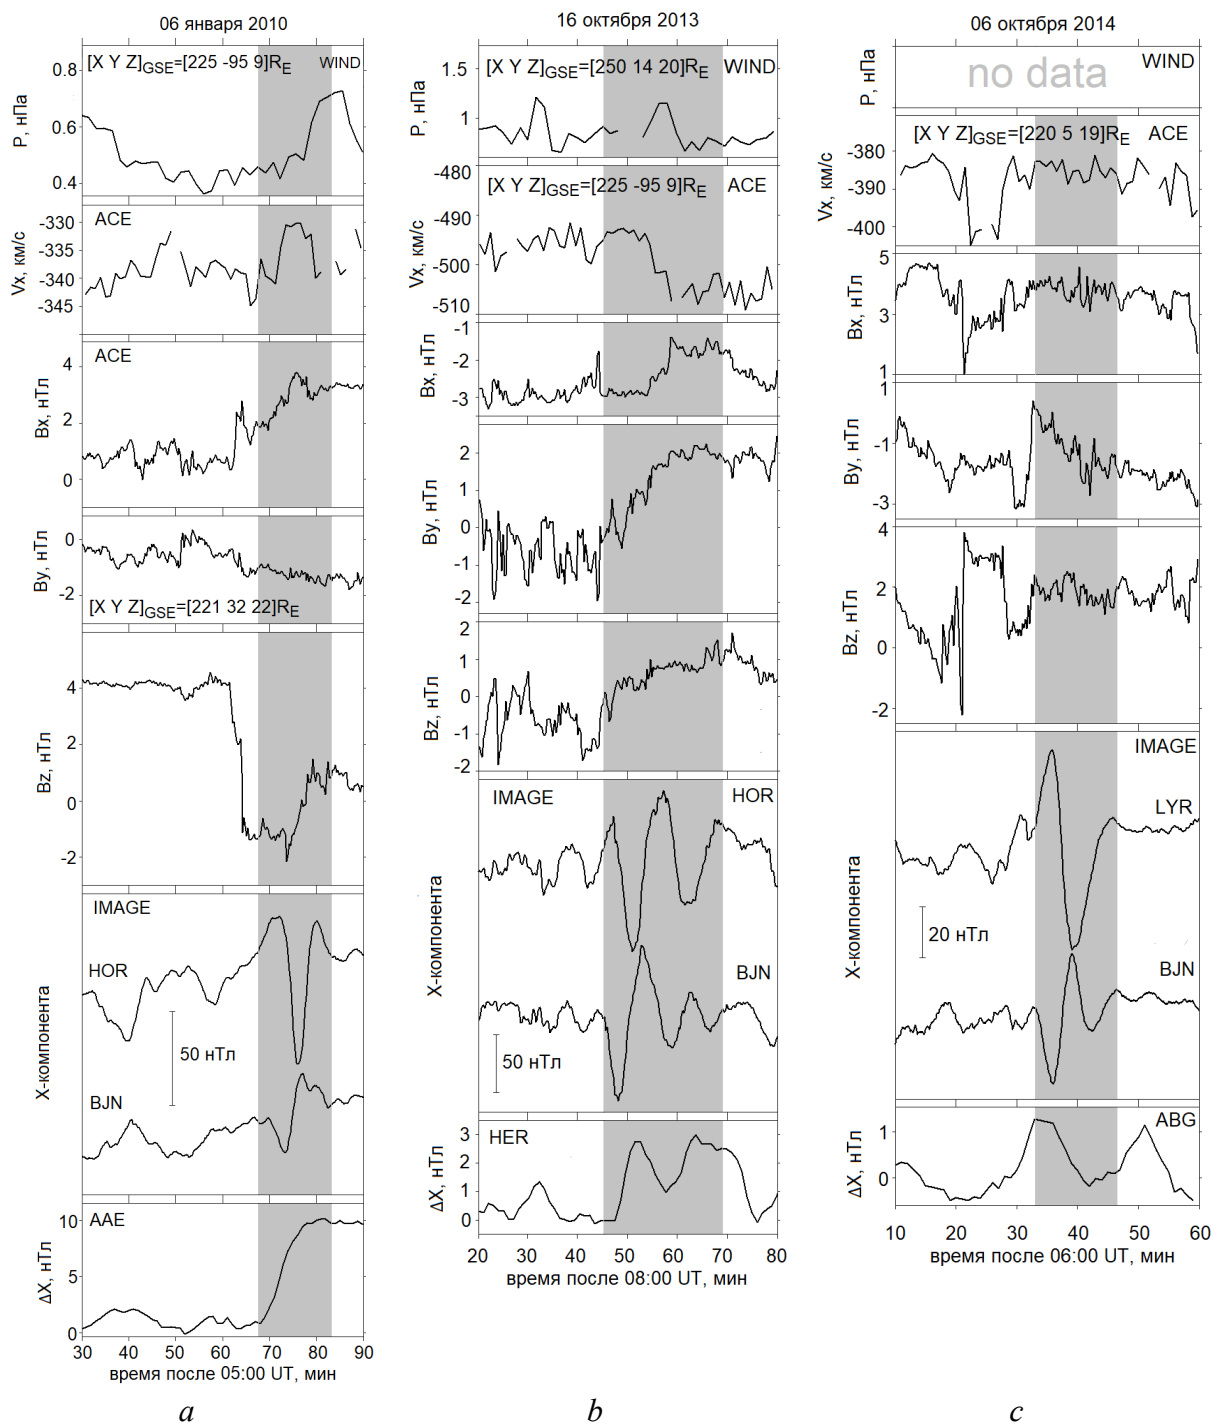 06 января 2010
[X Y Z]GSE=[225 -95 9]RE
WIND
P, нПа
0.8
0.6
0.4
ACE
Vx, км/с
-330
-335
-340
-345
ACE
Bx, нТл
4
2
0
By, нТл
0
-2
[X Y Z]GSE=[221 32 22]RE
Bz, нТл
4
2
0
-2
IMAGE
HOR
50 нТл
BJN
X-компонента
AAE
ΔX, нТл
10
5
0
30 40 50 60 70 80 90
время после 05:00 UT, мин
a
16 октября 2013
[X Y Z]GSE=[250 14 20]RE WIND
P, нПа
1.5
1
[X Y Z]GSE=[225 -95 9]RE ACE
Vx, км/с
-480
-490
-500
-510
Bx, нТл
-1
-2
-3
By, нТл
2
1
0
-1
2
Bz, нТл
2
1
0
-1
-2
IMAGE
HOR
BJN
50 нТл
X-компонента
HER
ΔX, нТл
3
2
1
0
20 30 40 50 60 70 80
время после 08:00 UT, мин
b
06 октября 2014
no data
WIND
P, нПа
[X Y Z]GSE=[220 5 19]RE ACE
Vx, км/с
-380
-390
-400
Bx, нТл
5
3
1
By, нТл
1
-1
-3
Bz, нТл
4
2
0
-2
IMAGE
LYR
20 нТл
BJN
X-компонента
ABG
ΔX, нТл
1
0
10 20 30 40 50 60
время после 06:00 UT, мин
c